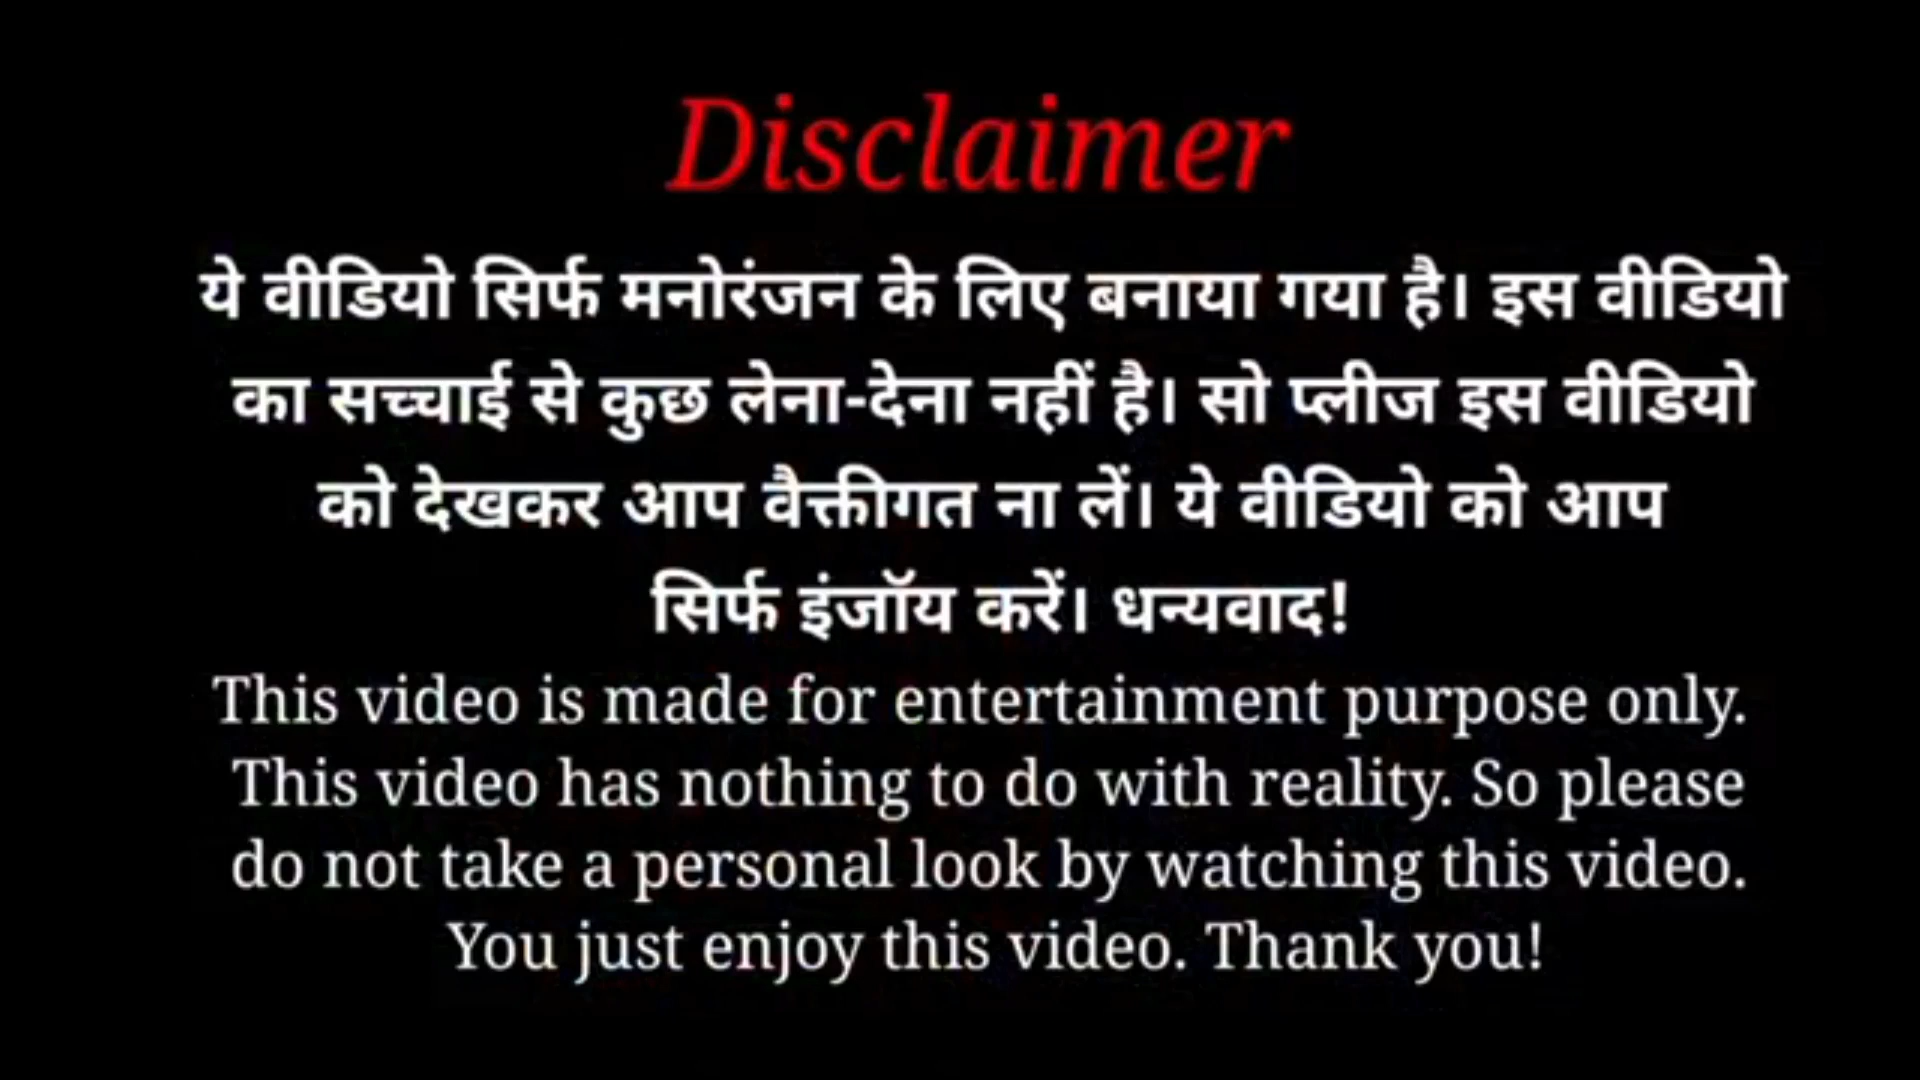 Disclaimer
ये वीडियो सिर्फ मनोरंजन के लिए बनाया गया है। इस वीडियो
का सच्चाई से कुछ लेना-देना नहीं है। सो प्लीज इस वीडियो
को देखकर आप वैक्तीगत ना लें। ये वीडियो को आप
सिर्फ इंजॉय करें। धन्यवाद!
This video is made for entertainment purpose only.
This video has nothing to do with reality. So please
do not take a personal look by watching this video.
You just enjoy this video. Thank you!